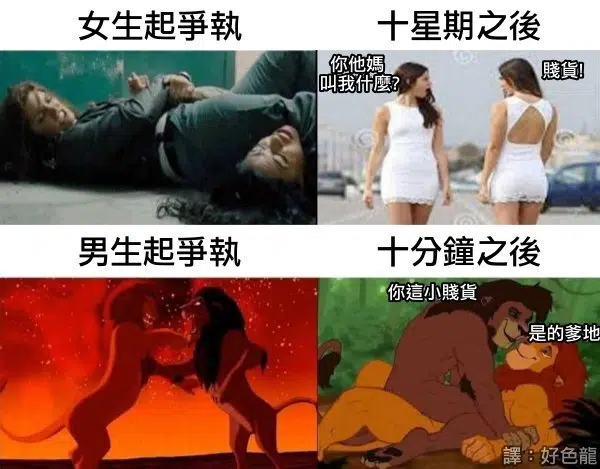 女生起爭執
十星期之後
你他媽
叫我什麼?
賤貨!
男生起爭執
十分鐘之後
你這小賤貨
是的爹地
譯：好色龍